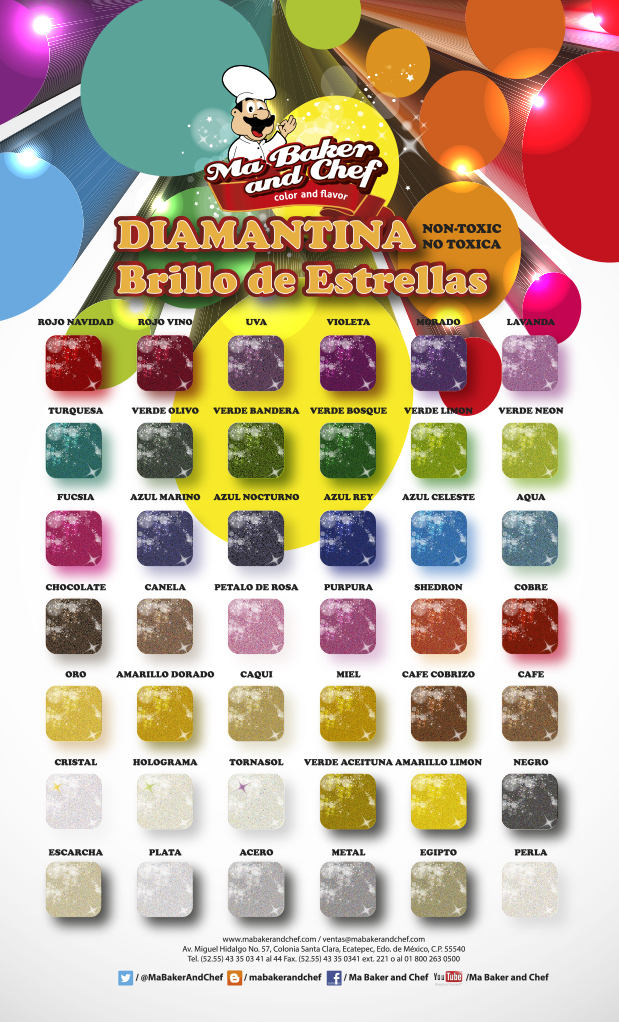 Ma Baker
and Chef
color and flavor
DIAMANTINA
NON-TOXIC
NO TOXICA
Brillo de Estrellas
ROJO NAVIDAD ROJO VINO UVA VIOLETA MORADO LAVANDA
TURQUESA VERDE OLIVO VERDE BANDERA VERDE BOSQUE VERDE LIMON VERDE NEON
FUCSIA AZUL MARINO AZUL NOCTURNO AZUL REY AZUL CELESTE AQUA
CHOCOLATE CANELA PETALO DE ROSA PURPURA SHEDRON COBRE
ORO AMARILLO DORADO CAQUI MIEL CAFE COBRIZO CAFE
CRISTAL HOLOGRAMA TORNASOL VERDE ACEITUNA AMARILLO LIMON NEGRO
ESCARCHA PLATA ACERO METAL EGIPTO PERLA
www.mabakerandchef.com / ventas@mabakerandchef.com
Av. Miguel Hidalgo No. 57, Colonia Santa Clara, Ecatepec, Edo. de México, C.P. 55540
Tel. (52.55) 43 35 03 41 al 44 Fax. (52.55) 43 35 0341 ext. 221 o al 01 800 263 0500
/ @MaBakerAndChef / mabakerandchef / Ma Baker and Chef You Tube /Ma Baker and Chef